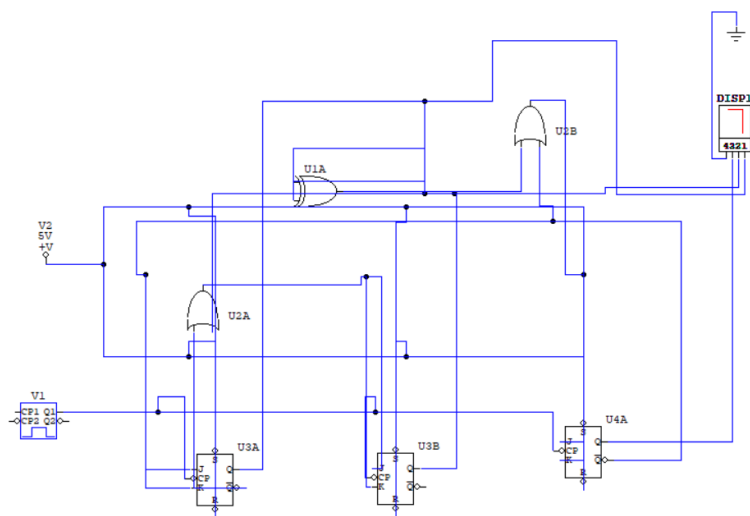 DISP1
4321
U2B
U1A
V2
5V
+V
U2A
V1
CP1 Q1
CP2 Q2
U3A
S
J Q
CP
K Q
R
U3B
S
J Q
CP
K Q
R
U4A
S
J Q
CP
K Q
R